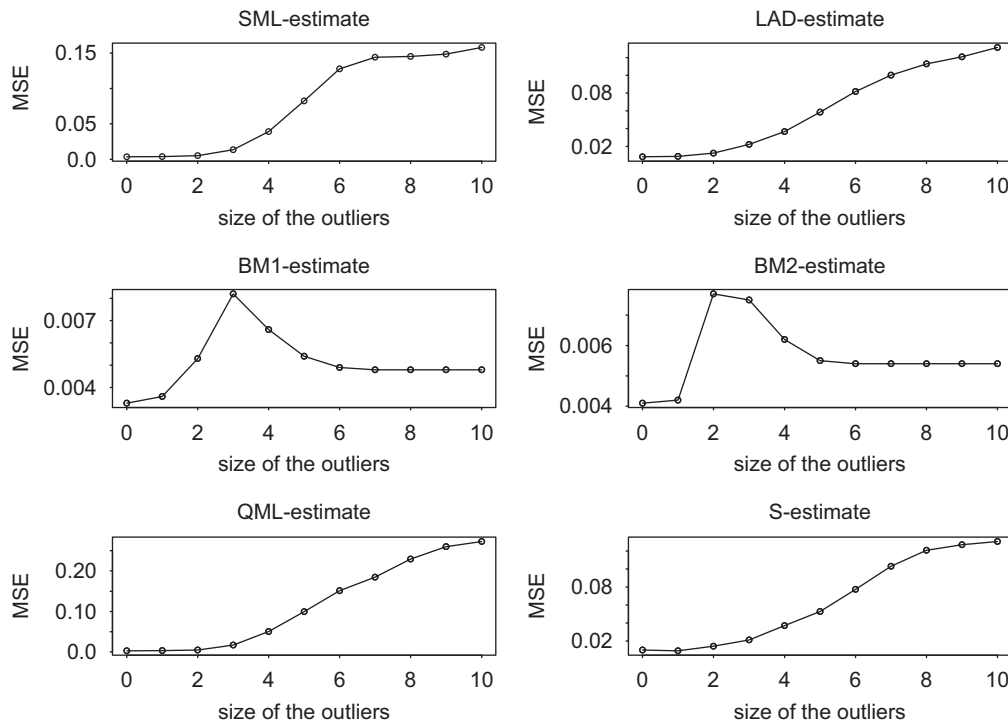 SML-estimate
MSE
0.15
0.05
0.0
0 2 4 6 8 10
size of the outliers
LAD-estimate
MSE
0.08
0.02
0 2 4 6 8 10
size of the outliers
BM1-estimate
MSE
0.007
0.004
0 2 4 6 8 10
size of the outliers
BM2-estimate
MSE
0.006
0.004
0 2 4 6 8 10
size of the outliers
QML-estimate
MSE
0.20
0.10
0.0
0 2 4 6 8 10
size of the outliers
S-estimate
MSE
0.08
0.02
0 2 4 6 8 10
size of the outliers